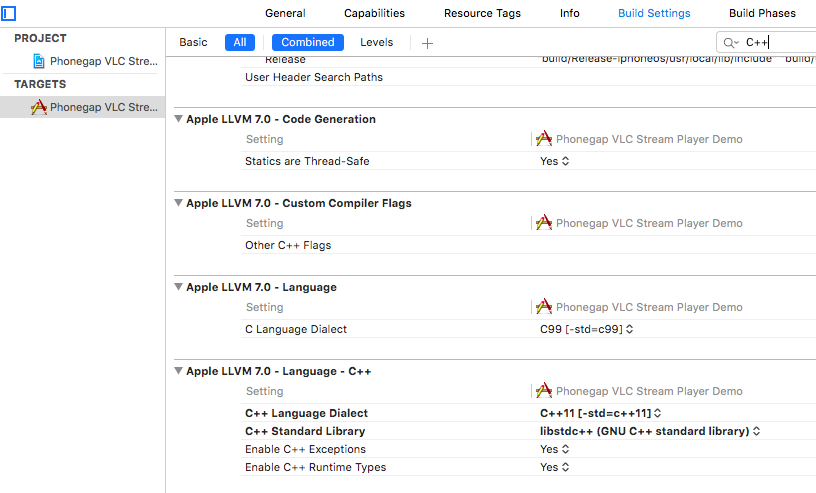 General Capabilities Resource Tags Info Build Settings Build Phases
PROJECT
Phonegap VLC Stre...
TARGETS
Phonegap VLC Stre...
Basic All Combined Levels + C++
Release build/Release-iphoneos/usr/local/lib/include
User Header Search Paths
Apple LLVM 7.0 - Code Generation
Setting Phonegap VLC Stream Player Demo
Statics are Thread-Safe Yes
Apple LLVM 7.0 - Custom Compiler Flags
Setting Phonegap VLC Stream Player Demo
Other C++ Flags
Apple LLVM 7.0 - Language
Setting Phonegap VLC Stream Player Demo
C Language Dialect C99 [-std=c99]
Apple LLVM 7.0 - Language - C++
Setting Phonegap VLC Stream Player Demo
C++ Language Dialect C++11 [-std=c++11]
C++ Standard Library libstdc++ (GNU C++ standard library)
Enable C++ Exceptions Yes
Enable C++ Runtime Types Yes